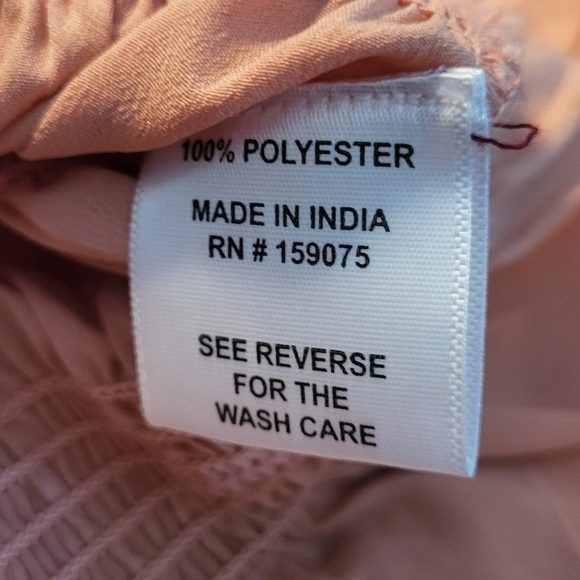 100% POLYESTER
MADE IN INDIA
RN # 159075
SEE REVERSE
FOR THE
WASH CARE